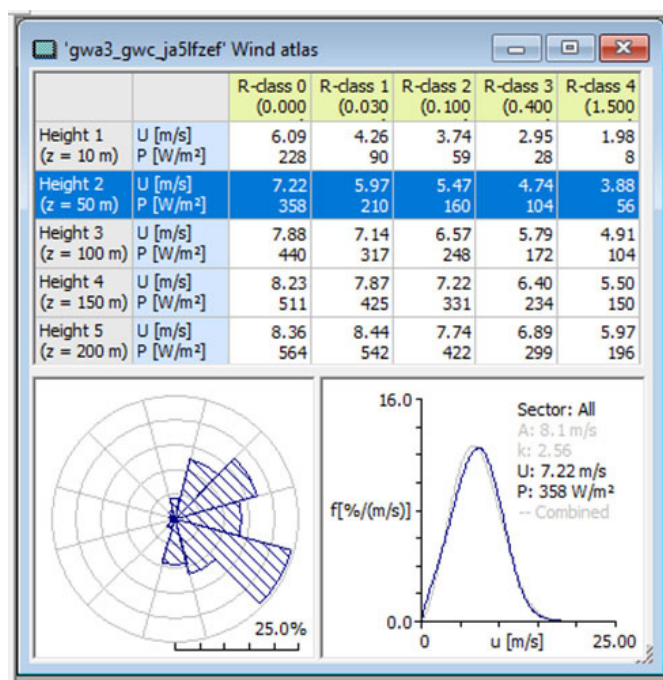 'gwa3_gwc_ja5lfzef' Wind atlas
R-class 0 R-class 1 R-class 2 R-class 3 R-class 4
(0.000 (0.030 (0.100 (0.400 (1.500
Height 1 U [m/s] 6.09 4.26 3.74 2.95 1.98
(z = 10 m) P [W/m²] 228 90 59 28 8
Height 2 U [m/s] 7.22 5.97 5.47 4.74 3.88
(z = 50 m) P [W/m²] 358 210 160 104 56
Height 3 U [m/s] 7.88 7.14 6.57 5.79 4.91
(z = 100 m) P [W/m²] 440 317 248 172 104
Height 4 U [m/s] 8.23 7.87 7.22 6.40 5.50
(z = 150 m) P [W/m²] 511 425 331 234 150
Height 5 U [m/s] 8.36 8.44 7.74 6.89 5.97
(z = 200 m) P [W/m²] 564 542 422 299 196
25.0%
16.0
Sector: All
A: 8.1 m/s
k: 2.56
U: 7.22 m/s
P: 358 W/m²
-- Combined
f[%/(m/s)]
0.0
0 u [m/s] 25.00